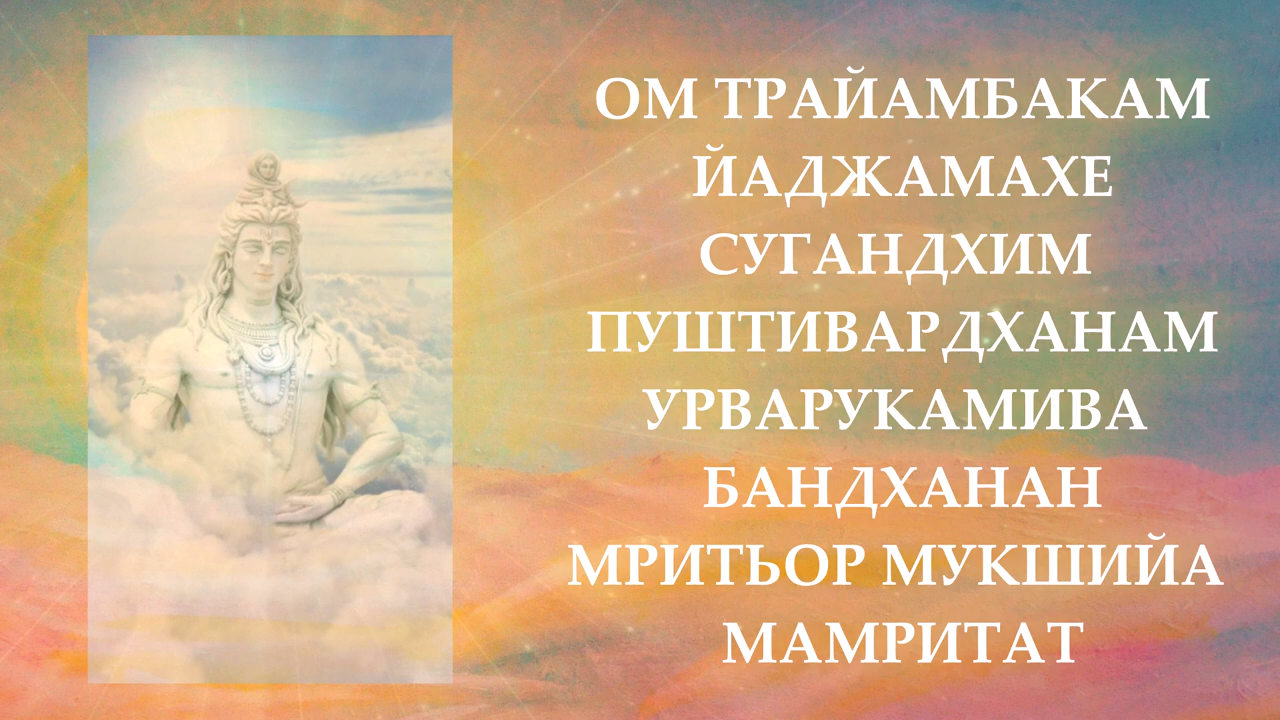 ОМ ТРАЙАМБАКАМ
ЙАДЖАМАХЕ
СУГАНДХИМ
ПУШТИВАРДХАНАМ
УРВАРУКАМИВА
БАНДХАНАН
МРИТЬОР МУКШИЙА
МАМРИТАТ